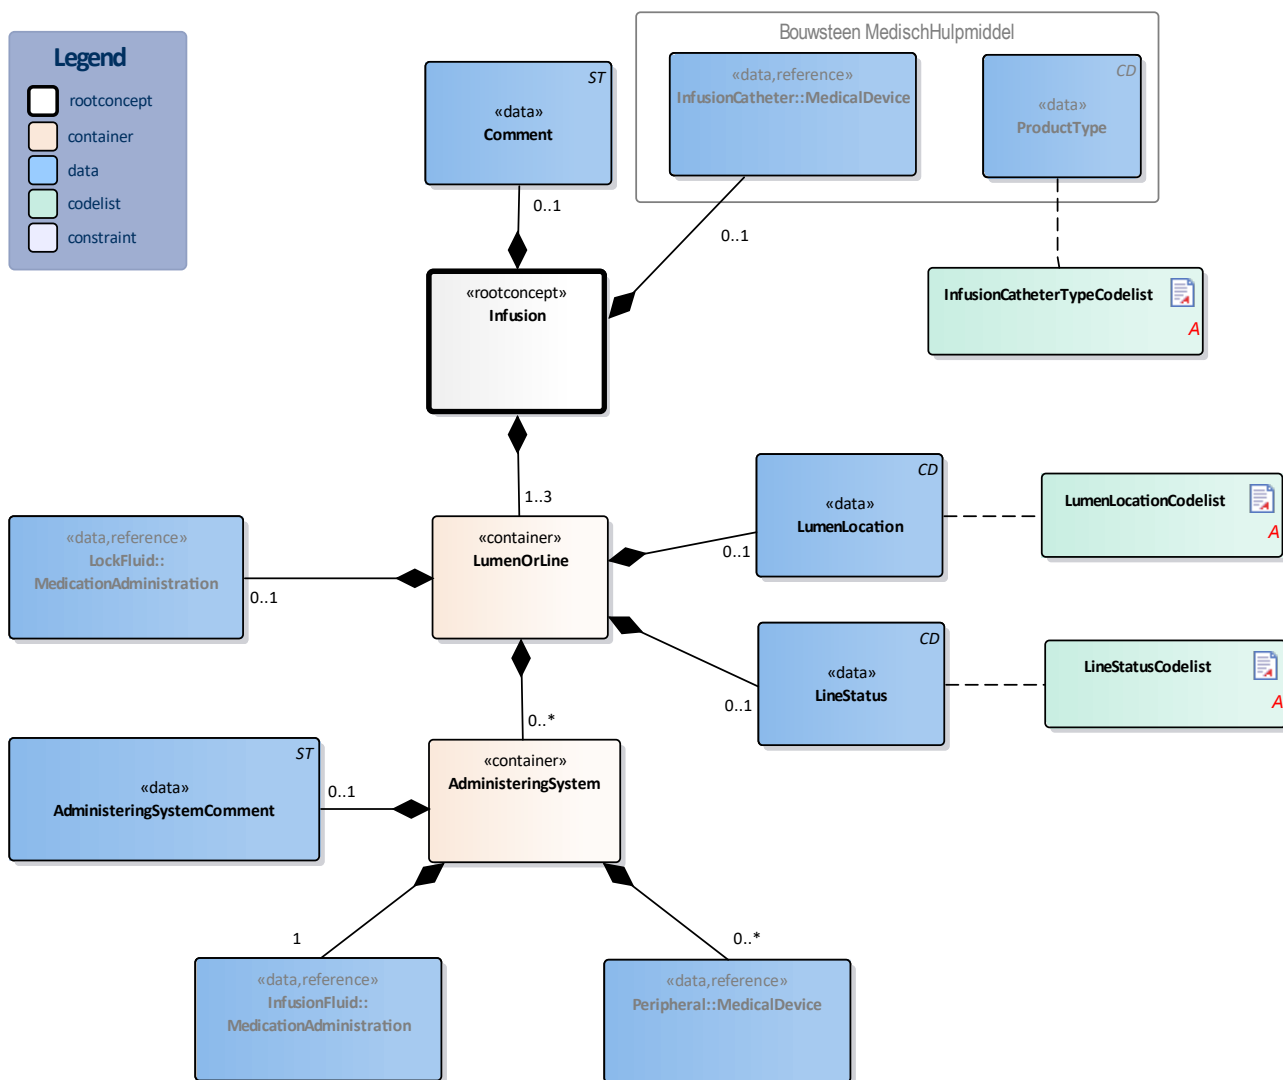 Bouwsteen MedischHulpmiddel
Legend
rootconcept
container
data
codelist
constraint
ST
«data»
Comment
«data,reference»
InfusionCatheter::MedicalDevice
CD
«data»
ProductType
0..1
0..1
«rootconcept»
Infusion
InfusionCatheterTypeCodelist
A
1..3
«data,reference»
LockFluid::
MedicationAdministration
0..1
«container»
LumenOrLine
CD
«data»
LumenLocation
0..1
LumenLocationCodelist
A
CD
«data»
LineStatus
0..1
LineStatusCodelist
A
0..*
ST
«data»
AdministeringSystemComment
0..1
«container»
AdministeringSystem
1
0..*
«data,reference»
InfusionFluid::
MedicationAdministration
«data,reference»
Peripheral::MedicalDevice